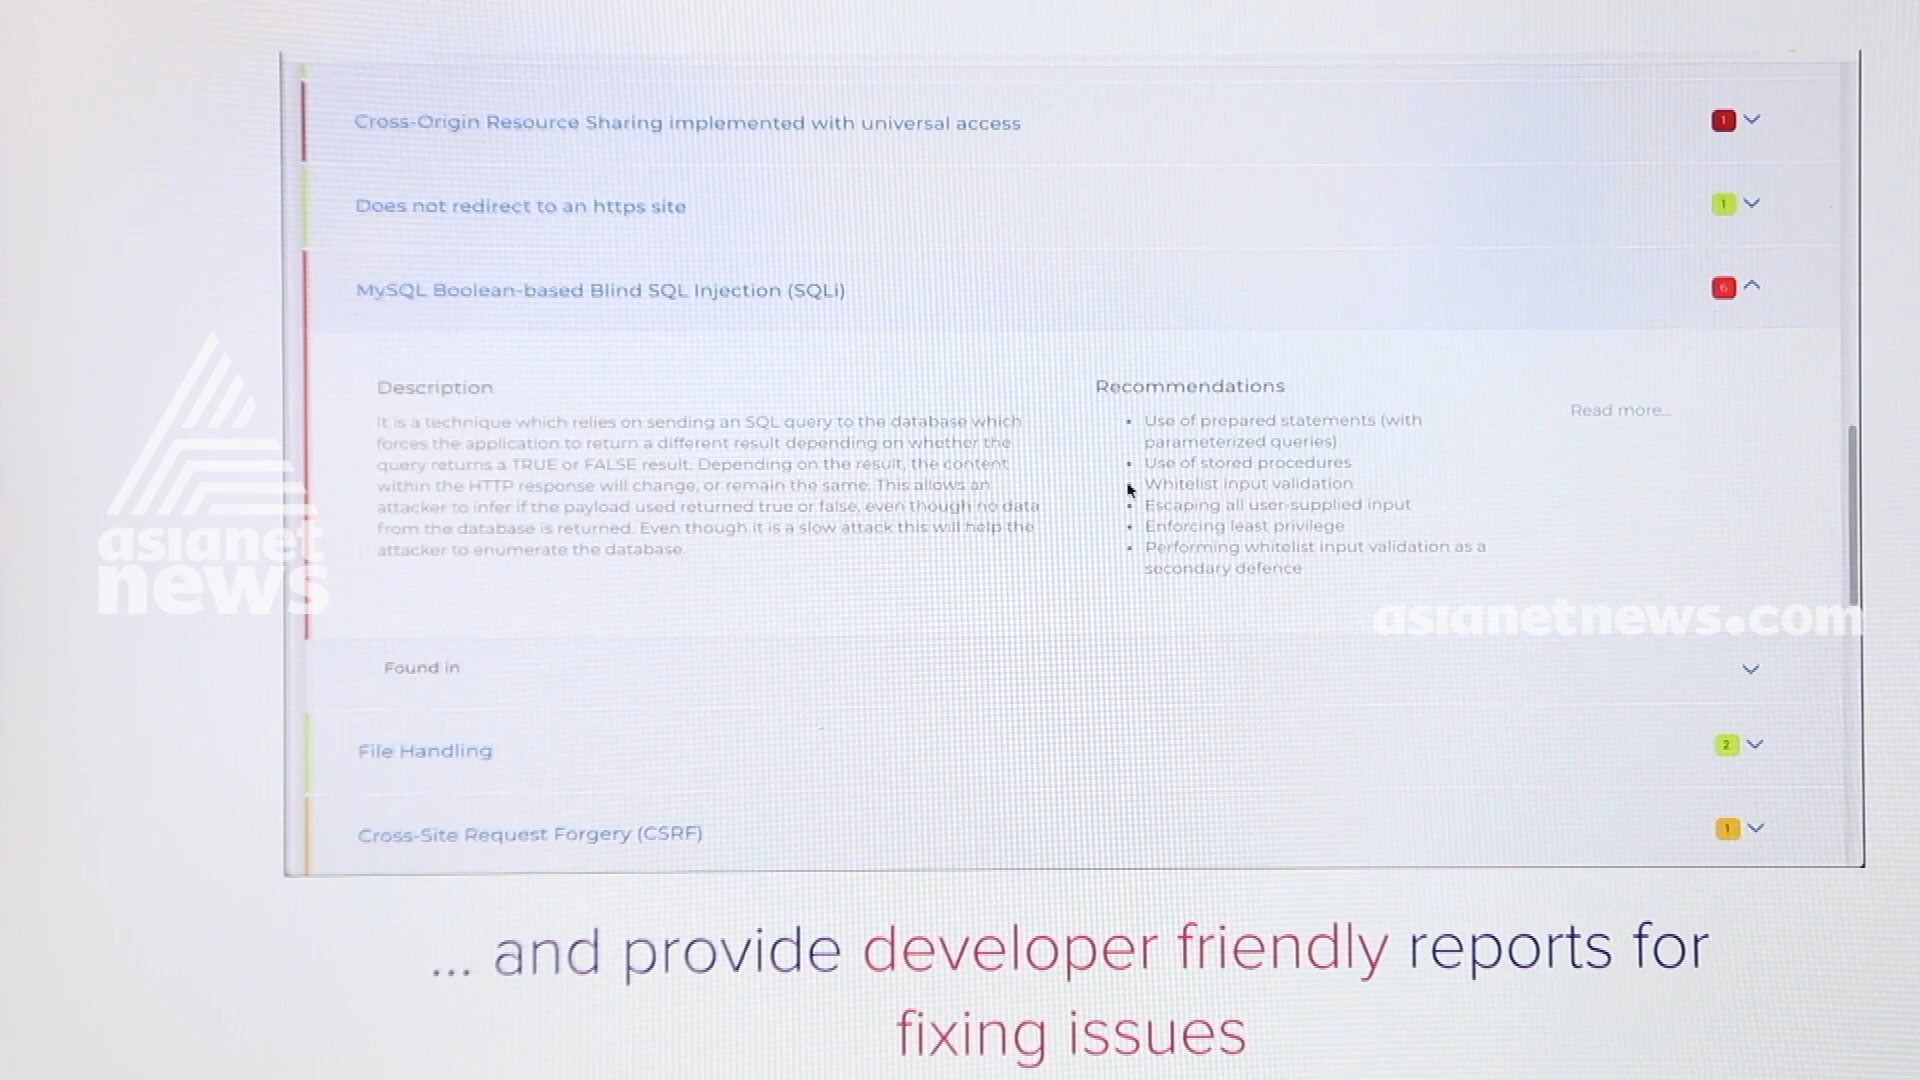 Cross-Origin Resource Sharing implemented with universal access
1
Does not redirect to an https site
1
MySQL Boolean-based Blind SQL Injection (SQLi)
6
Description
It is a technique which relies on sending an SQL query to the database which
forces the application to return a different result depending on whether the
query returns a TRUE or FALSE result. Depending on the result, the content
within the HTTP response will change, or remain the same. This allows an
attacker to infer if the payload used returned true or false, even though no data
from the database is returned. Even though it is a slow attack this will help the
attacker to enumerate the database.
Recommendations
• Use of prepared statements (with
parameterized queries)
• Use of stored procedures
• Whitelist input validation
• Escaping all user-supplied input
• Enforcing least privilege
• Performing whitelist input validation as a
secondary defence
Read more...
asianet
news
asianetnews.com
Found in
File Handling
2
Cross-Site Request Forgery (CSRF)
1
... and provide developer friendly reports for
fixing issues